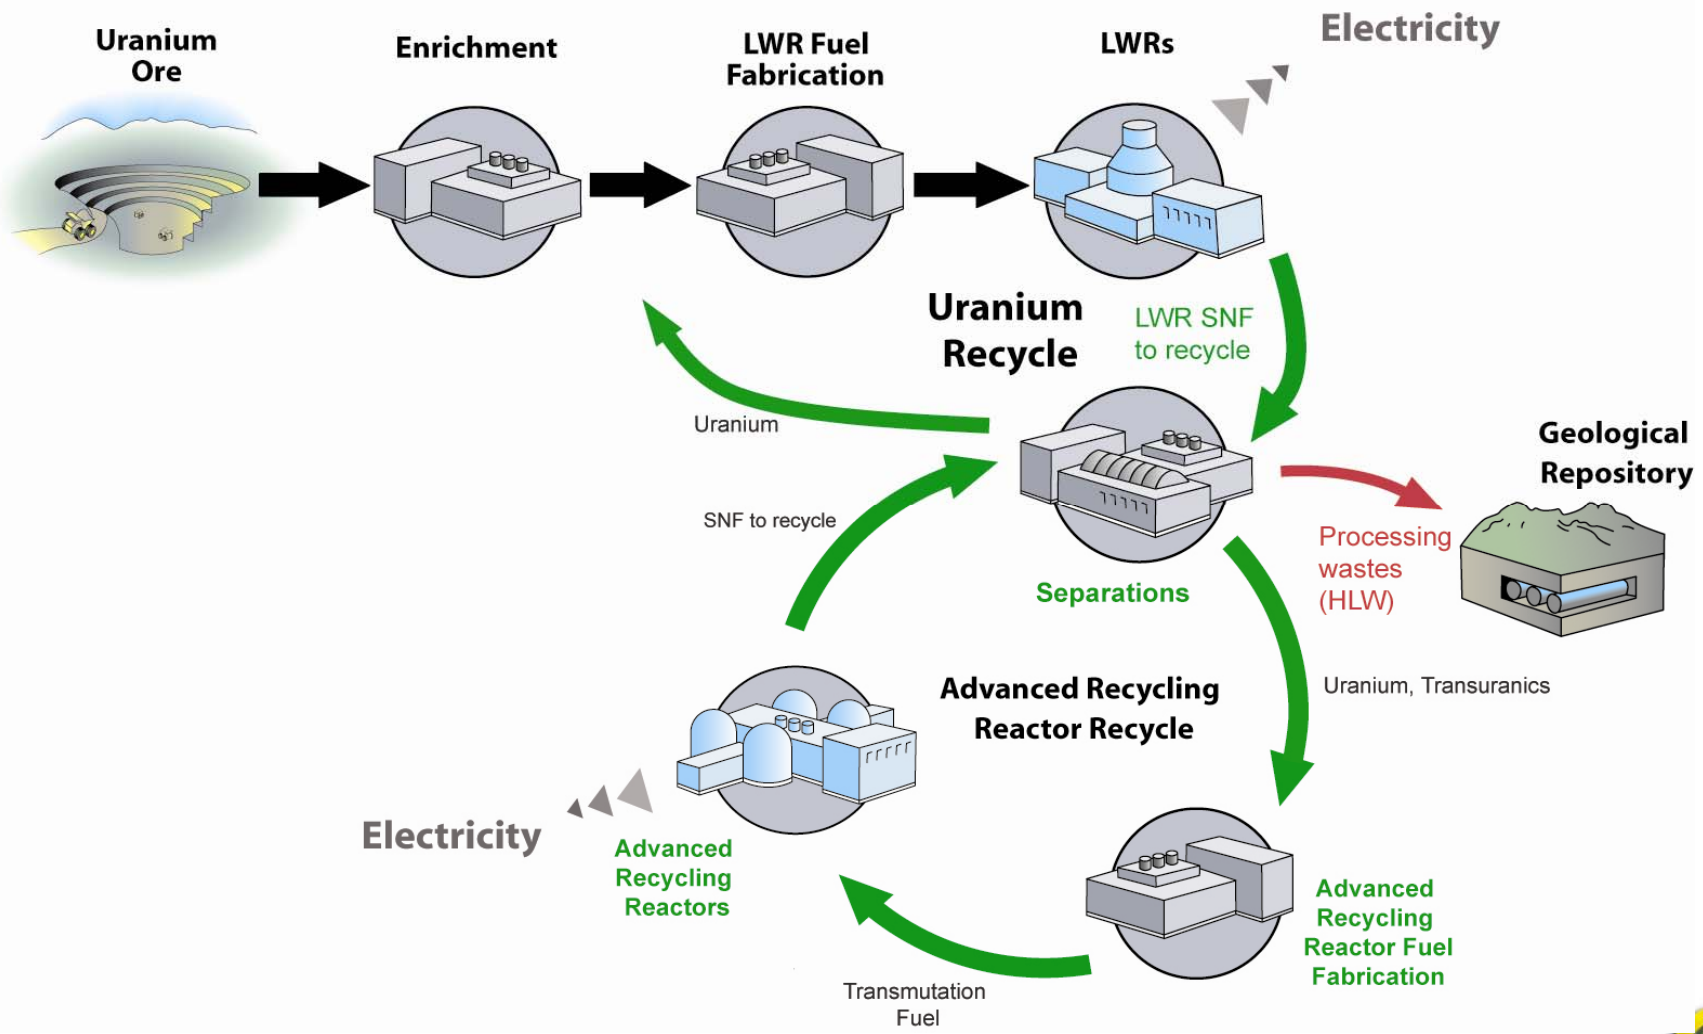 Uranium
Ore
Enrichment
LWR Fuel
Fabrication
LWRs
Electricity
Uranium
Recycle
LWR SNF
to recycle
Uranium
Geological
Repository
SNF to recycle
Processing
wastes
(HLW)
Separations
Uranium, Transuranics
Advanced Recycling
Reactor Recycle
Electricity
Advanced
Recycling
Reactors
Advanced
Recycling
Reactor Fuel
Fabrication
Transmutation
Fuel